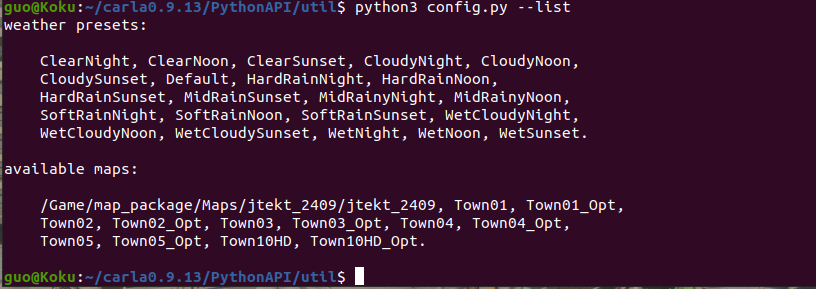 guo@Koku:~/carla0.9.13/PythonAPI/util$ python3 config.py --list
weather presets:
ClearNight, ClearNoon, ClearSunset, CloudyNight, CloudyNoon,
CloudySunset, Default, HardRainNight, HardRainNoon,
HardRainSunset, MidRainSunset, MidRainyNight, MidRainyNoon,
SoftRainNight, SoftRainNoon, SoftRainSunset, WetCloudyNight,
WetCloudyNoon, WetCloudySunset, WetNight, WetNoon, WetSunset.
available maps:
/Game/map_package/Maps/jtekt_2409/jtekt_2409, Town01, Town01_Opt,
Town02, Town02_Opt, Town03, Town03_Opt, Town04, Town04_Opt,
Town05, Town05_Opt, Town10HD, Town10HD_Opt.
guo@Koku:~/carla0.9.13/PythonAPI/util$